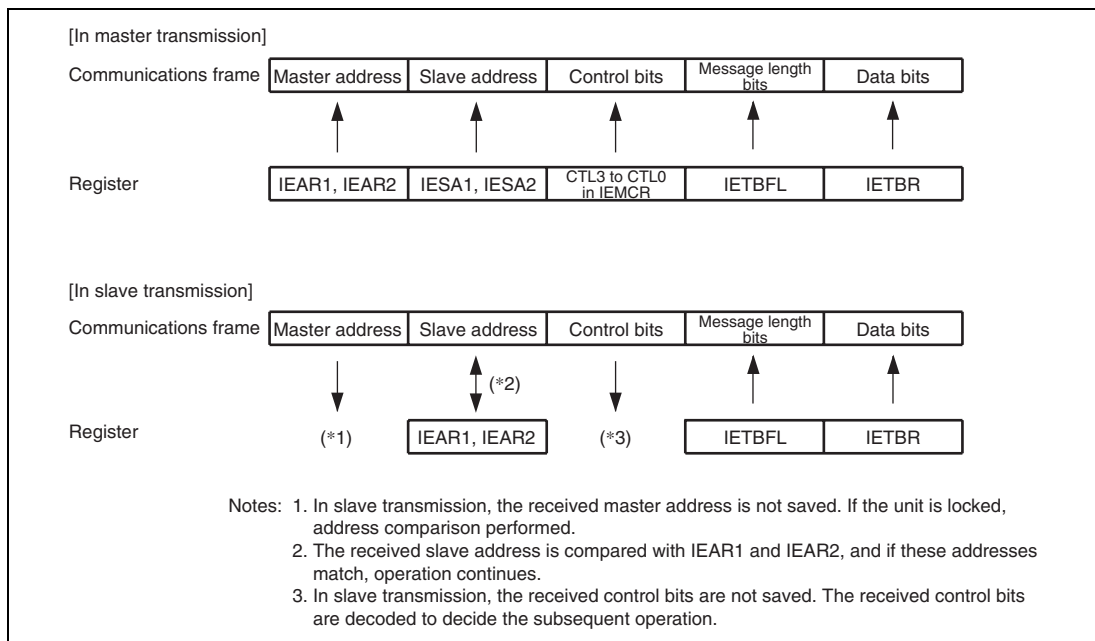 [In master transmission]
Communications frame Master address Slave address Control bits Message length bits Data bits
Register IEAR1, IEAR2 IESA1, IESA2 CTL3 to CTL0 in IEMCR IETBFL IETBR
[In slave transmission]
Communications frame Master address Slave address Control bits Message length bits Data bits
(*2)
Register (*1) IEAR1, IEAR2 (*3) IETBFL IETBR
Notes: 1. In slave transmission, the received master address is not saved. If the unit is locked,
address comparison performed.
2. The received slave address is compared with IEAR1 and IEAR2, and if these addresses
match, operation continues.
3. In slave transmission, the received control bits are not saved. The received control bits
are decoded to decide the subsequent operation.